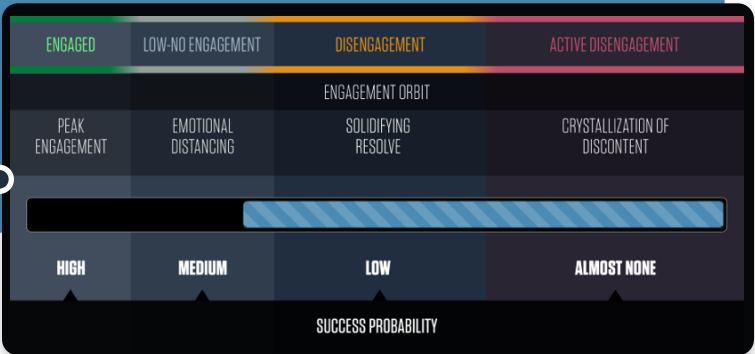 ENGAGED
LOW-NO ENGAGEMENT
DISENGAGEMENT
ACTIVE DISENGAGEMENT
ENGAGEMENT ORBIT
PEAK
ENGAGEMENT
EMOTIONAL
DISTANCING
SOLIDIFYING
RESOLVE
CRYSTALLIZATION OF
DISCONTENT
HIGH
MEDIUM
LOW
ALMOST NONE
SUCCESS PROBABILITY